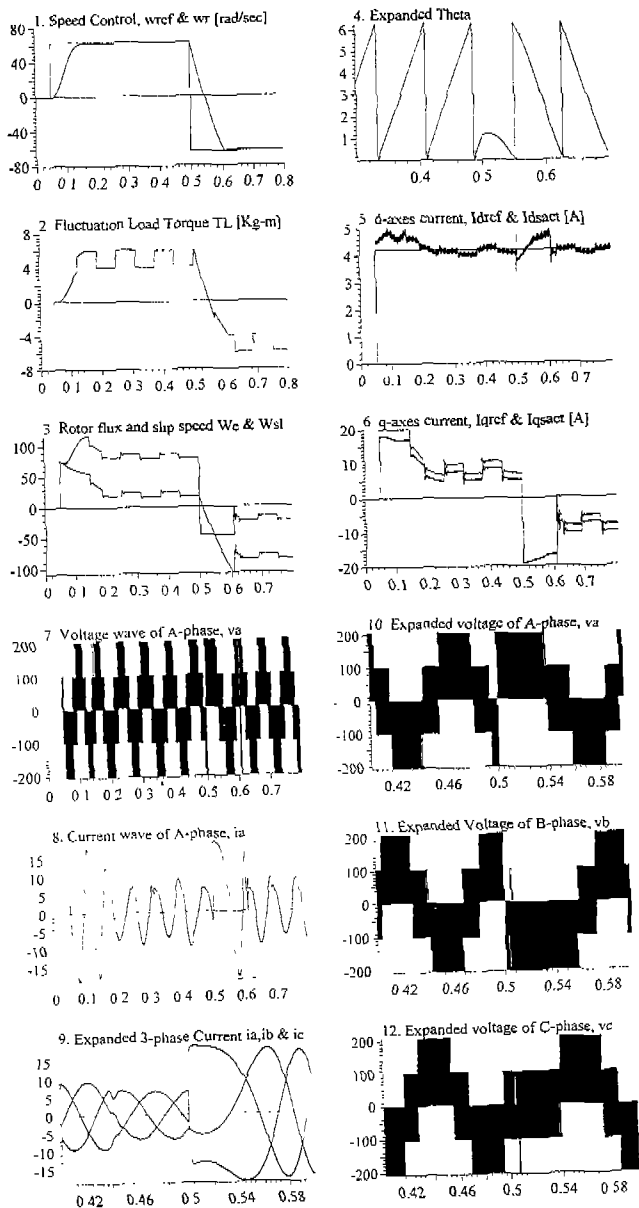 1. Speed Control, wref & wr [rad/sec]
80
40
0
-40
-80
0 0 1 0 2 0 3 0 4 0 5 0 6 0.7 0.8
4. Expanded Theta
6
5
4
3
2
1
0.4 0.5 0.6
2 Fluctuation Load Torque TL [Kg-m]
8
4
0
-4
-8
0 0 1 0 2 0.3 0.4 0.5 0.6 0.7 0.8
5 d-axes current, Idref & Idsact [A]
5
4
3
2
1
0
0 0.1 0.2 0.3 0.4 0.5 0.6 0.7
3 Rotor flux and slip speed We & Wsl
100
50
0
-50
-100
0 0.1 0.2 0.3 0.4 0.5 0.6 0.7
6 q-axes current, Iqref & Iqsact [A]
20
10
0
-10
-20
0 0.1 0.2 0.3 0.4 0.5 0.6 0.7
7 Voltage wave of A-phase, va
200
100
0
-100
-200
0 0 1 0 2 0 3 0 4 0.5 0.6 0.7
10 Expanded voltage of A-phase, va
200
100
0
-100
-200
0.42 0.46 0.5 0.54 0.58
8. Current wave of A-phase, ia
15
10
5
0
-5
-10
-15
0 0.1 0.2 0.3 0.4 0.5 0.6 0.7
11. Expanded Voltage of B-phase, vb
200
100
0
-100
-200
0 42 0.46 0.5 0.54 0.58
9. Expanded 3-phase Current ia,ib & ic
15
10
5
0
-5
-10
-15
0 42 0.46 0 5 0.54 0.58
12. Expanded voltage of C-phase, vc
200
100
0
-100
-200
0.42 0.46 0.5 0.54 0.58